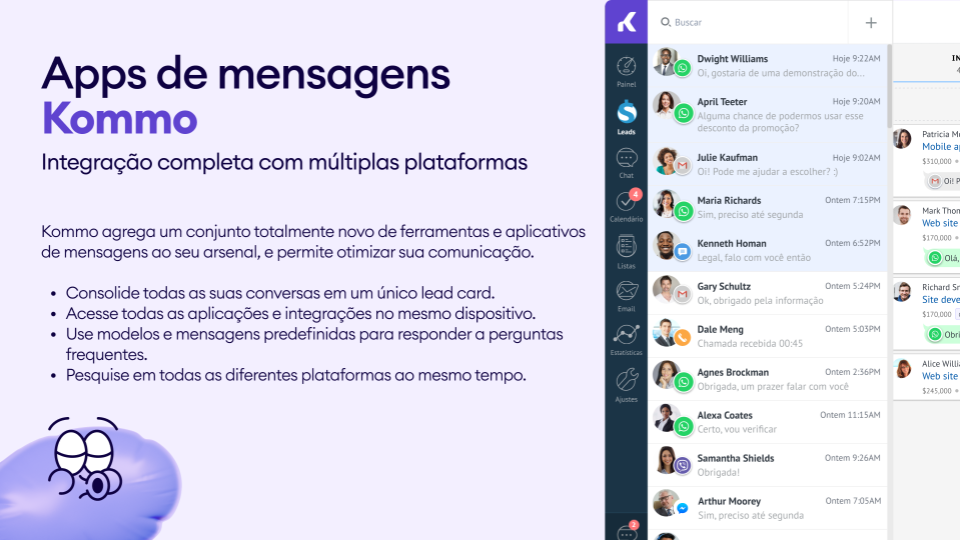 Apps de mensagens
Kommo
Integração completa com múltiplas plataformas
Kommo agrega um conjunto totalmente novo de ferramentas e aplicativos
de mensagens ao seu arsenal, e permite otimizar sua comunicação.
• Consolide todas as suas conversas em um único lead card.
• Acesse todas as aplicações e integrações no mesmo dispositivo.
• Use modelos e mensagens predefinidas para responder a perguntas
frequentes.
• Pesquise em todas as diferentes plataformas ao mesmo tempo.
Painel
Leads
Chat
4
Calendário
Listas
Email
Estatísticas
Ajustes
2
Buscar
Dwight Williams Hoje 9:22AM
Oi, gostaria de uma demonstração do...
April Teeter Hoje 9:20AM
Alguma chance de podermos usar esse
desconto da promoção?
Julie Kaufman Hoje 9:02AM
Oi! Pode me ajudar a escolher? :)
Maria Richards Ontem 7:15PM
Sim, preciso até segunda
Kenneth Homan Ontem 6:52PM
Legal, falo com você então
Gary Schultz Ontem 5:24PM
Ok, obrigado pela informação
Dale Meng Ontem 5:03PM
Chamada recebida 00:45
Agnes Brockman Ontem 2:36PM
Obrigada, um prazer falar com você
Alexa Coates Ontem 11:15AM
Certo, vou verificar
Samantha Shields Ontem 9:26AM
Obrigada!
Arthur Moorey Ontem 7:05AM
Sim, preciso até segunda
IN
4
Patricia Me
Mobile ap
$310,000
Oi! P
Mark Thom
Web site
$170,000
Olá,
Richard Sm
Site deve
$170,000
Obri
Alice Willia
Web site
$245,000